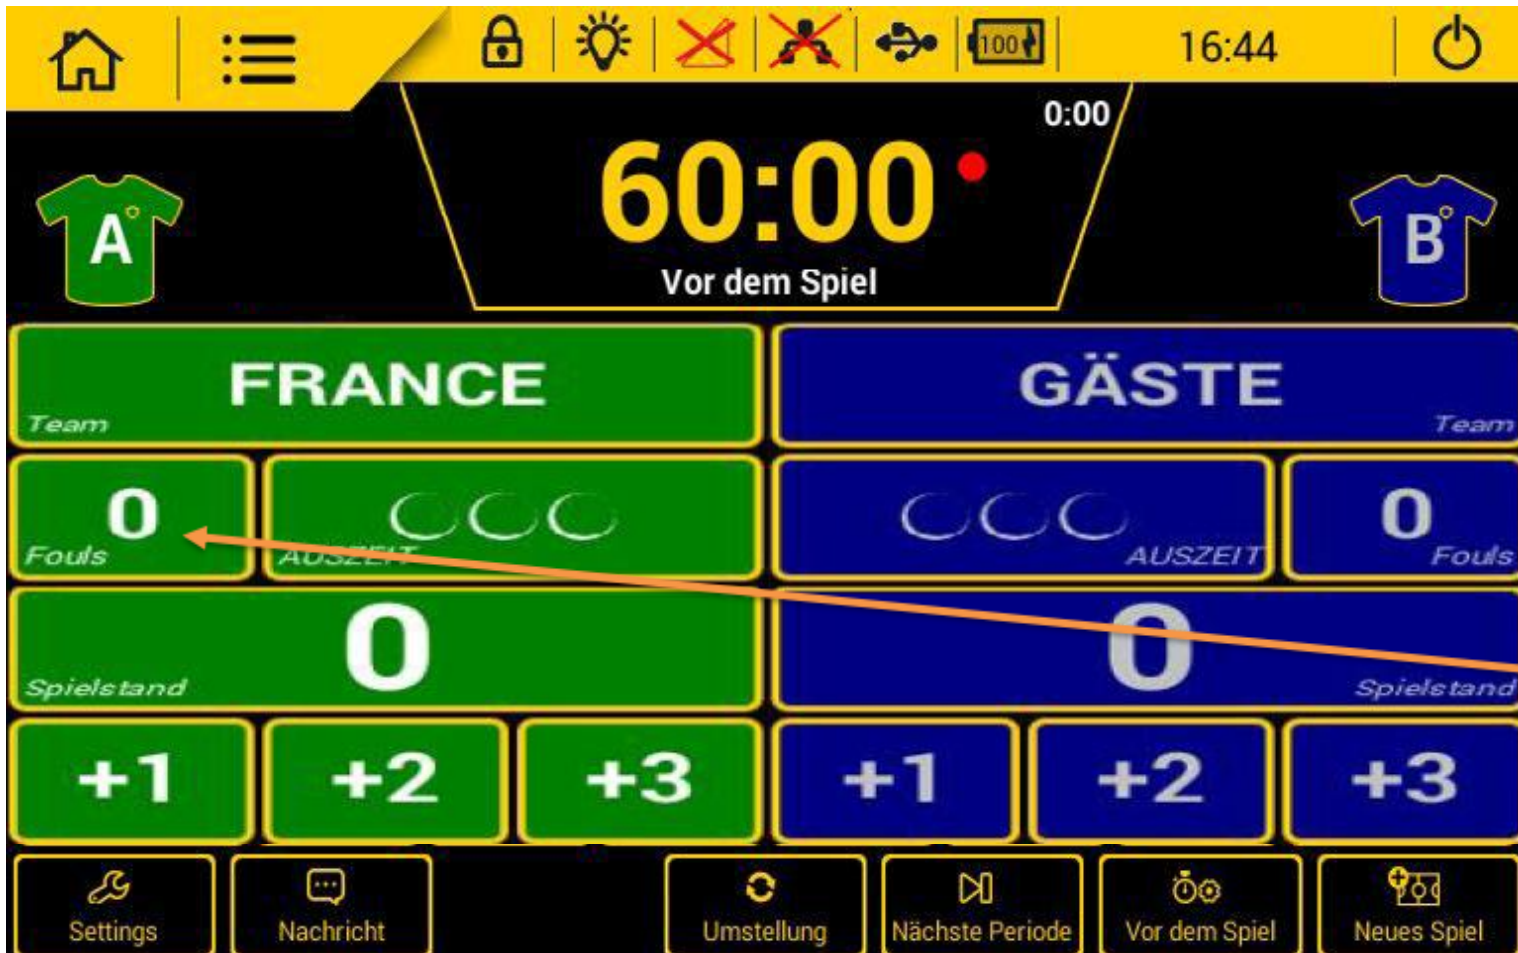 100
16:44
0:00
60:00
Vor dem Spiel
A
B
FRANCE
Team
GÄSTE
Team
0
Fouls
AUSZEIT
AUSZEIT
0
Fouls
0
Spielstand
0
Spielstand
+1
+2
+3
+1
+2
+3
Settings
Nachricht
Umstellung
Nächste Periode
Vor dem Spiel
Neues Spiel